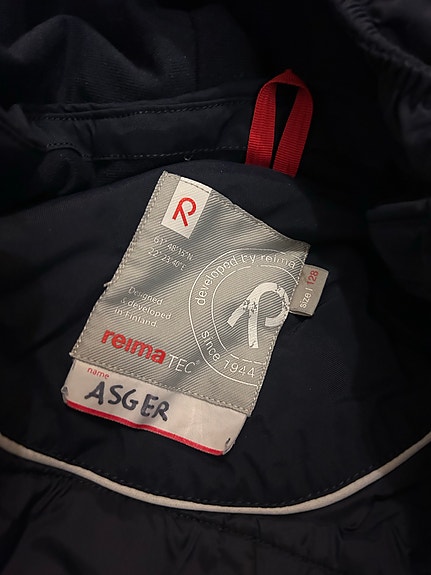 61°48'15"N
22°23'40"E
developed by reima
since 1944
size | 128
Designed
& developed
in Finland
reima TEC®
name
ASGER